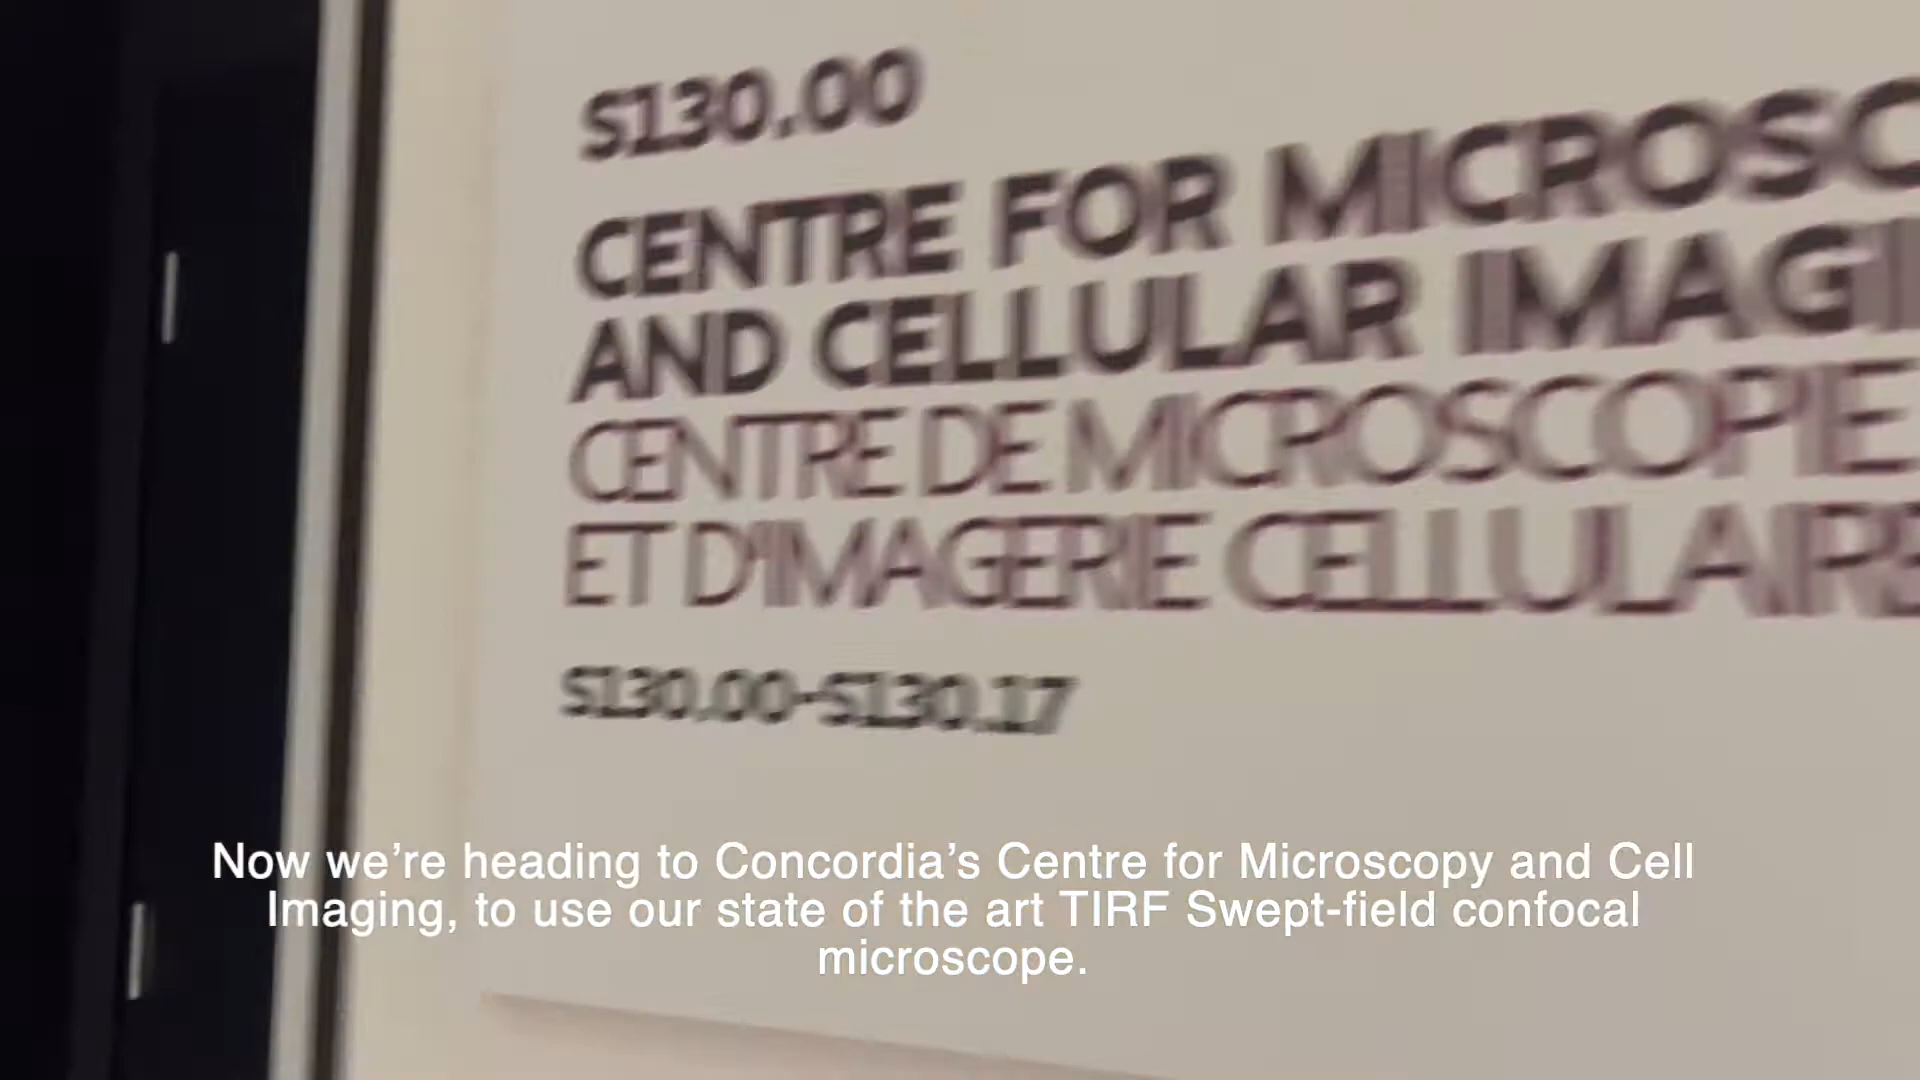 S130.00
CENTRE FOR MICROSC
AND CELLULAR IMAGI
CENTRE DE MICROSCOPIE
ET D'IMAGERIE CELLULAIRE
S130.00-S130.17
Now we’re heading to Concordia’s Centre for Microscopy and Cell
Imaging, to use our state of the art TIRF Swept-field confocal
microscope.